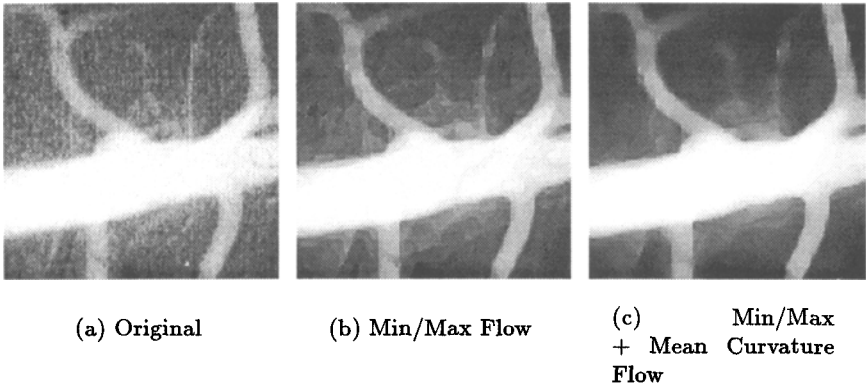 (a) Original
(b) Min/Max Flow
(c) Min/Max
+ Mean Curvature
Flow